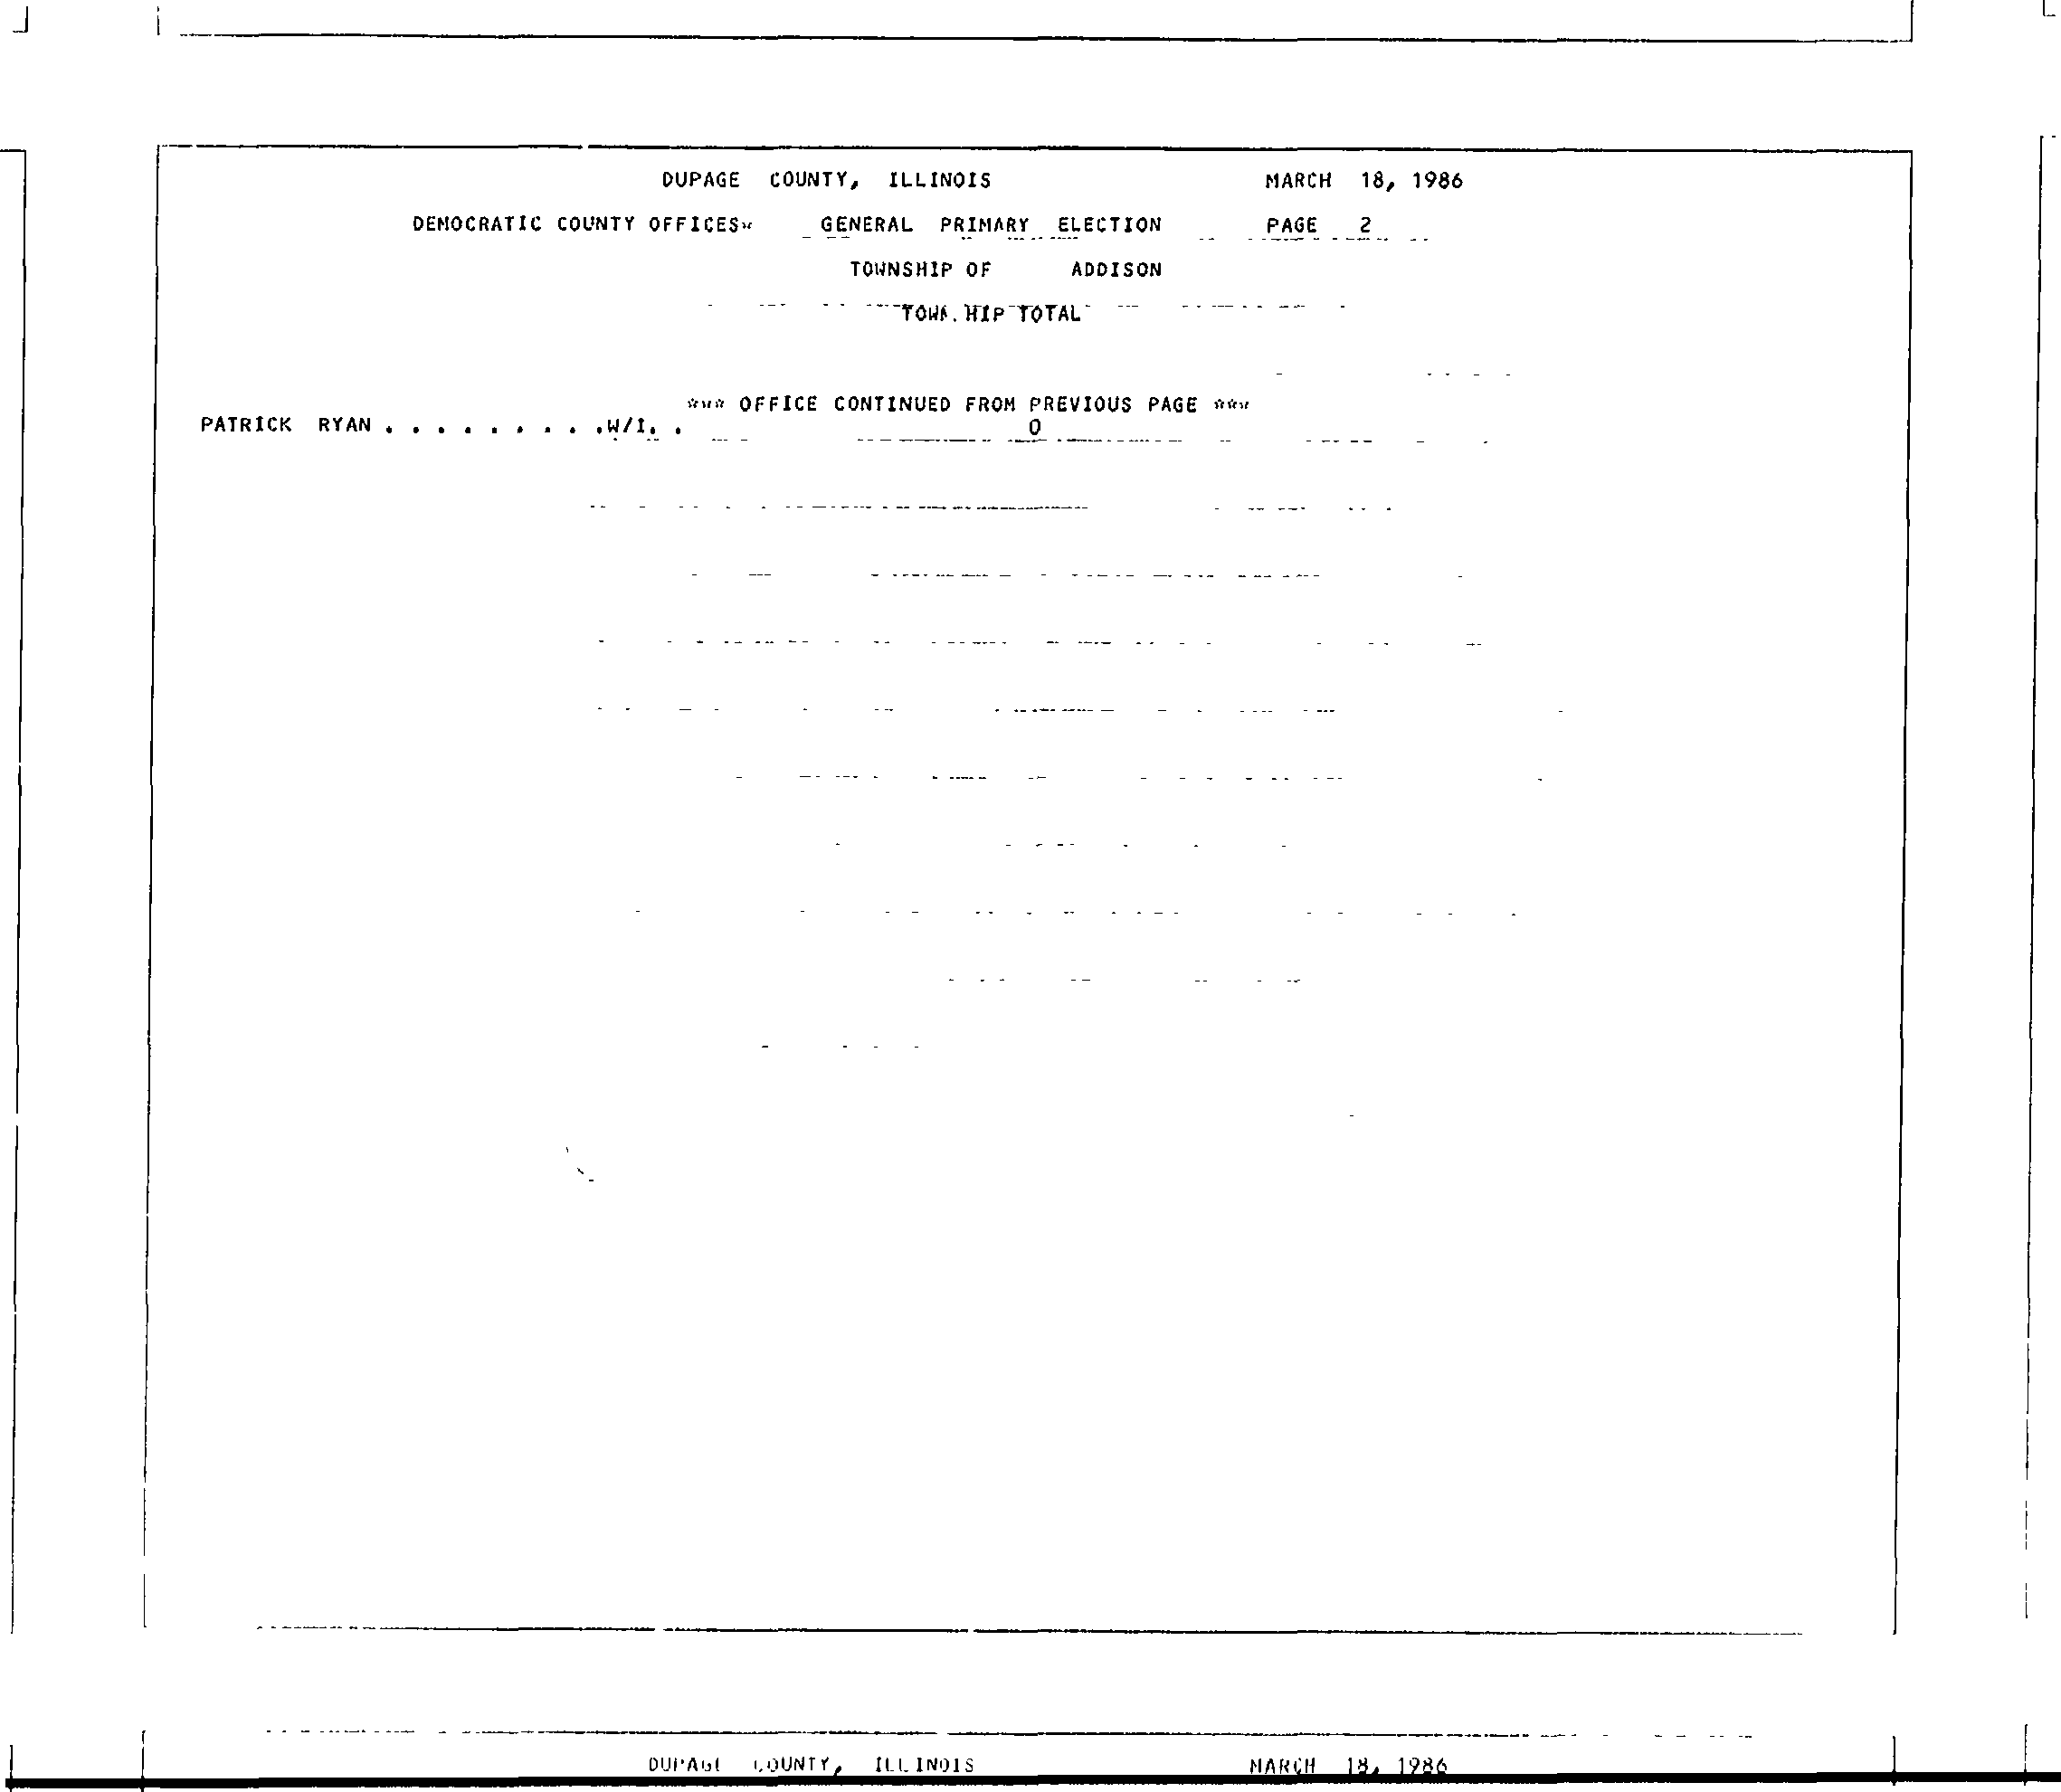 DUPAGE COUNTY, ILLINOIS MARCH 18, 1986
DEMOCRATIC COUNTY OFFICES* GENERAL PRIMARY ELECTION PAGE 2
TOWNSHIP OF ADDISON
TOWN.HIP TOTAL
*** OFFICE CONTINUED FROM PREVIOUS PAGE ***
PATRICK RYAN . . . . . . . . .W/I. . 0
DUPAGE COUNTY, ILLINOIS MARCH 18, 1986